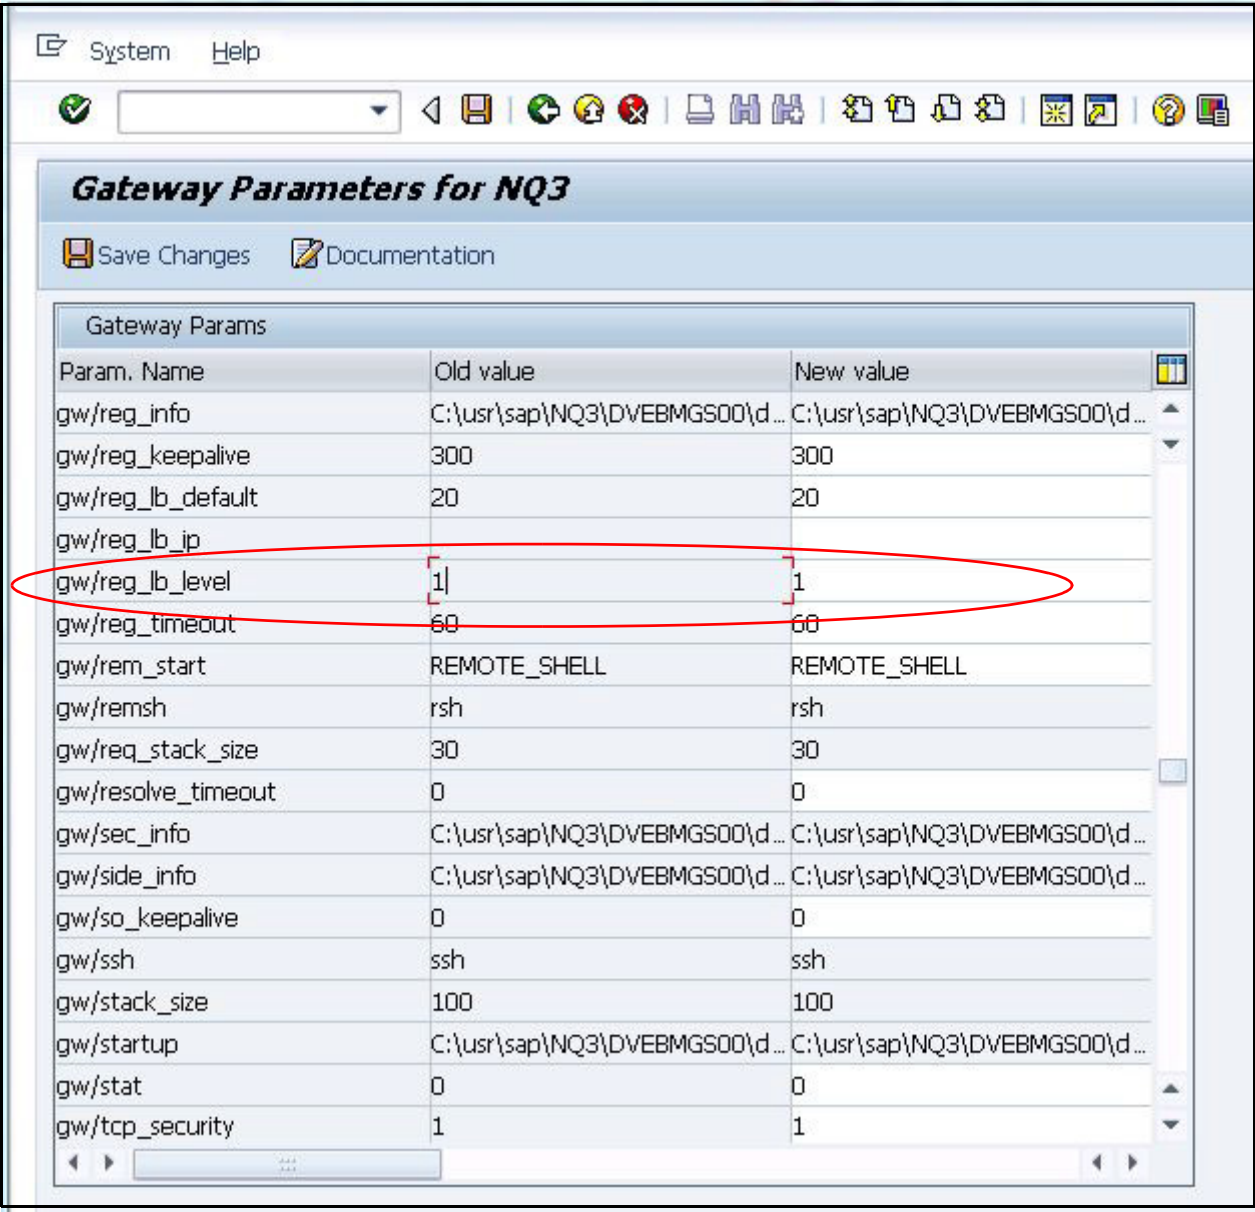 System Help
Gateway Parameters for NQ3
Save Changes Documentation
Gateway Params
Param. Name Old value New value
gw/reg_info C:\usr\sap\NQ3\DVEBMGS00\d... C:\usr\sap\NQ3\DVEBMGS00\d...
gw/reg_keepalive 300 300
gw/reg_lb_default 20 20
gw/reg_lb_ip
gw/reg_lb_level 1 1
gw/reg_timeout 60 60
gw/rem_start REMOTE_SHELL REMOTE_SHELL
gw/remsh rsh rsh
gw/req_stack_size 30 30
gw/resolve_timeout 0 0
gw/sec_info C:\usr\sap\NQ3\DVEBMGS00\d... C:\usr\sap\NQ3\DVEBMGS00\d...
gw/side_info C:\usr\sap\NQ3\DVEBMGS00\d... C:\usr\sap\NQ3\DVEBMGS00\d...
gw/so_keepalive 0 0
gw/ssh ssh ssh
gw/stack_size 100 100
gw/startup C:\usr\sap\NQ3\DVEBMGS00\d... C:\usr\sap\NQ3\DVEBMGS00\d...
gw/stat 0 0
gw/tcp_security 1 1